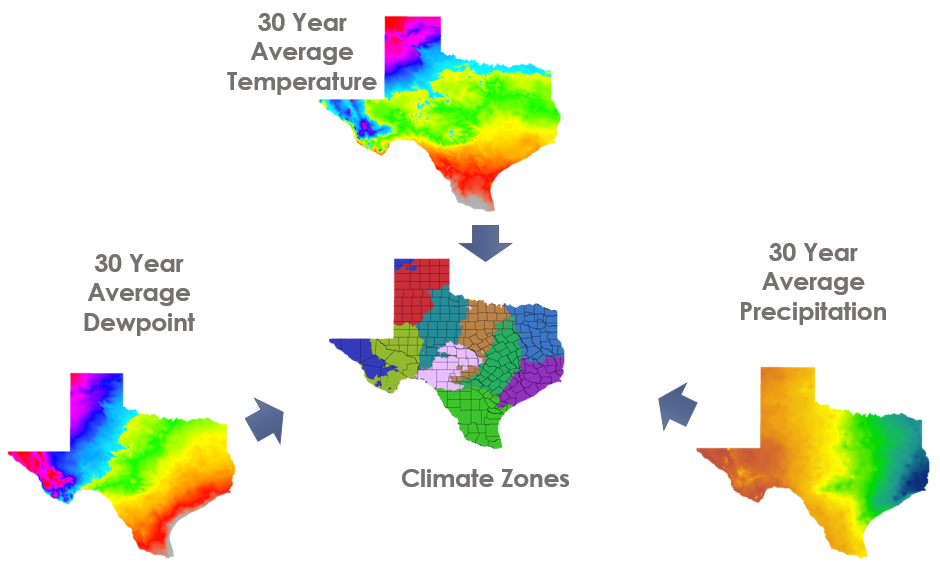 30 Year
Average
Temperature
30 Year
Average
Dewpoint
30 Year
Average
Precipitation
Climate Zones